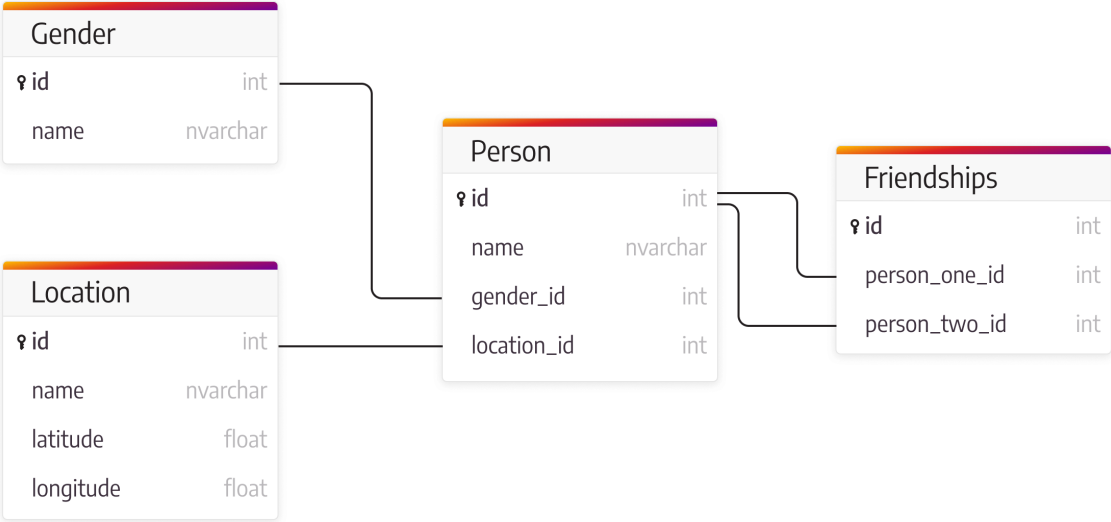 Gender
id int
name nvarchar
Location
id int
name nvarchar
latitude float
longitude float
Person
id int
name nvarchar
gender_id int
location_id int
Friendships
id int
person_one_id int
person_two_id int